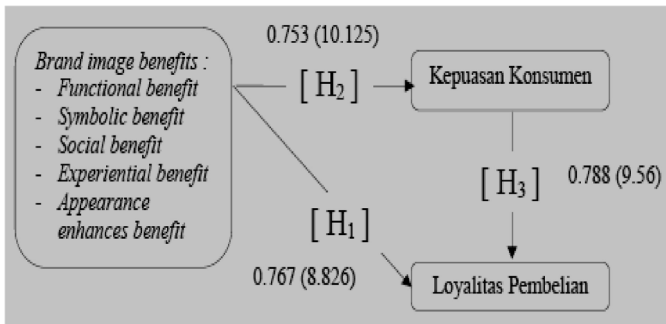 0.753 (10.125)
Brand image benefits :
- Functional benefit
- Symbolic benefit
- Social benefit
- Experiential benefit
- Appearance
enhances benefit
[ H₂ ]
Kepuasan Konsumen
[ H₃ ]
0.788 (9.56)
[ H₁ ]
0.767 (8.826)
Loyalitas Pembelian